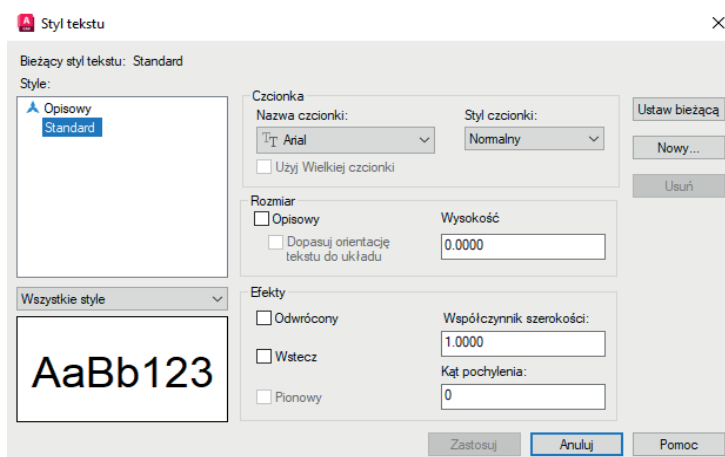 Styl tekstu
Bieżący styl tekstu: Standard
Style:
Opisowy
Standard
Wszystkie style
AaBb123
Czcionka
Nazwa czcionki:
Arial
Styl czcionki:
Normalny
Użyj Wielkiej czcionki
Rozmiar
Opisowy
Dopasuj orientację
tekstu do układu
Wysokość
0.0000
Efekty
Odwrócony
Wstecz
Pionowy
Współczynnik szerokości:
1.0000
Kąt pochylenia:
0
Ustaw bieżącą
Nowy...
Usuń
Zastosuj
Anuluj
Pomoc